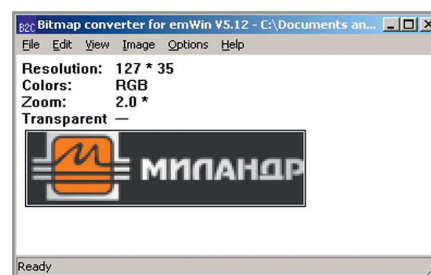 B2C Bitmap converter for emWin V5.12 - C:\Documents an...
File Edit View Image Options Help
Resolution: 127 * 35
Colors: RGB
Zoom: 2.0 *
Transparent —
МИЛАНДР
Ready